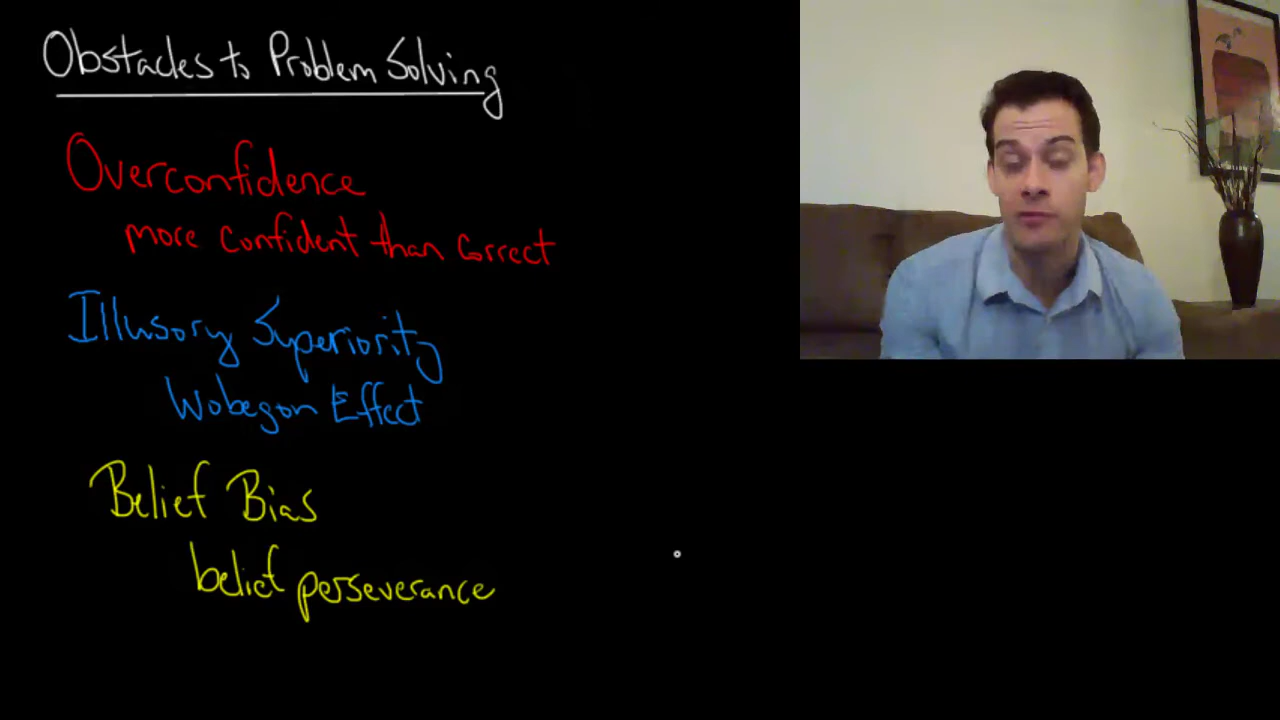 Obstacles to Problem Solving
Overconfidence
more confident than correct
Illusory Superiority
Wobegon Effect
Belief Bias
belief perseverance